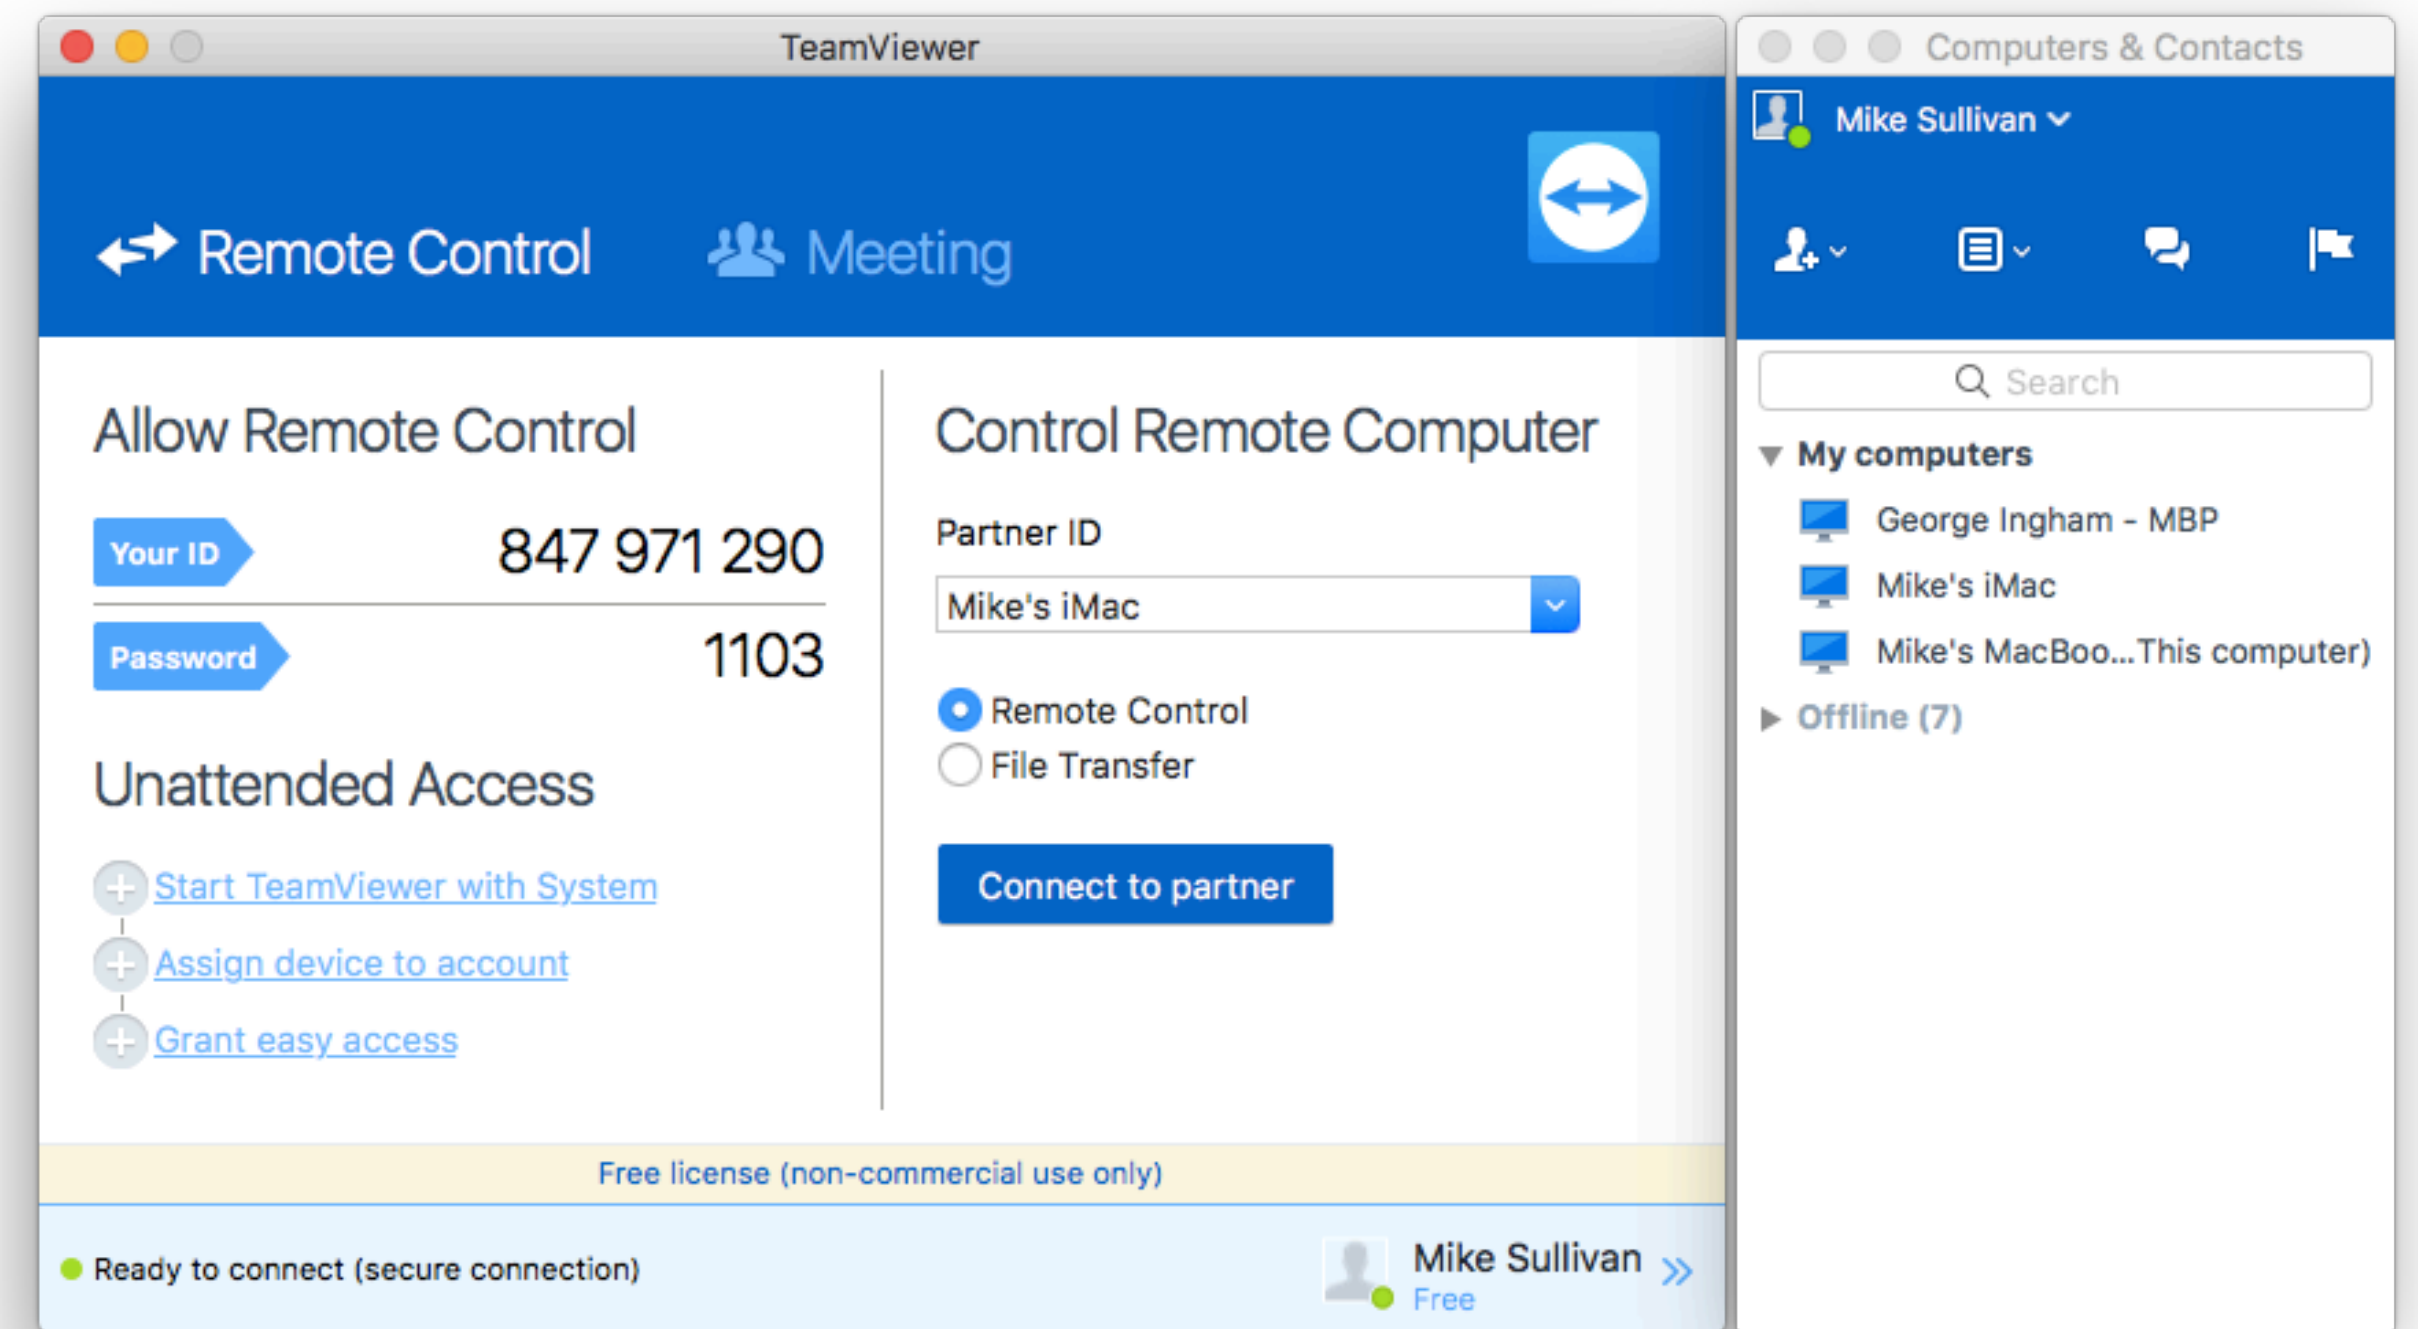 TeamViewer
Remote Control
Meeting
Allow Remote Control
Your ID
847 971 290
Password
1103
Unattended Access
Start TeamViewer with System
Assign device to account
Grant easy access
Control Remote Computer
Partner ID
Mike's iMac
Remote Control
File Transfer
Connect to partner
Free license (non-commercial use only)
Ready to connect (secure connection)
Mike Sullivan
Free
Computers & Contacts
Mike Sullivan
Search
My computers
George Ingham - MBP
Mike's iMac
Mike's MacBoo...This computer)
Offline (7)